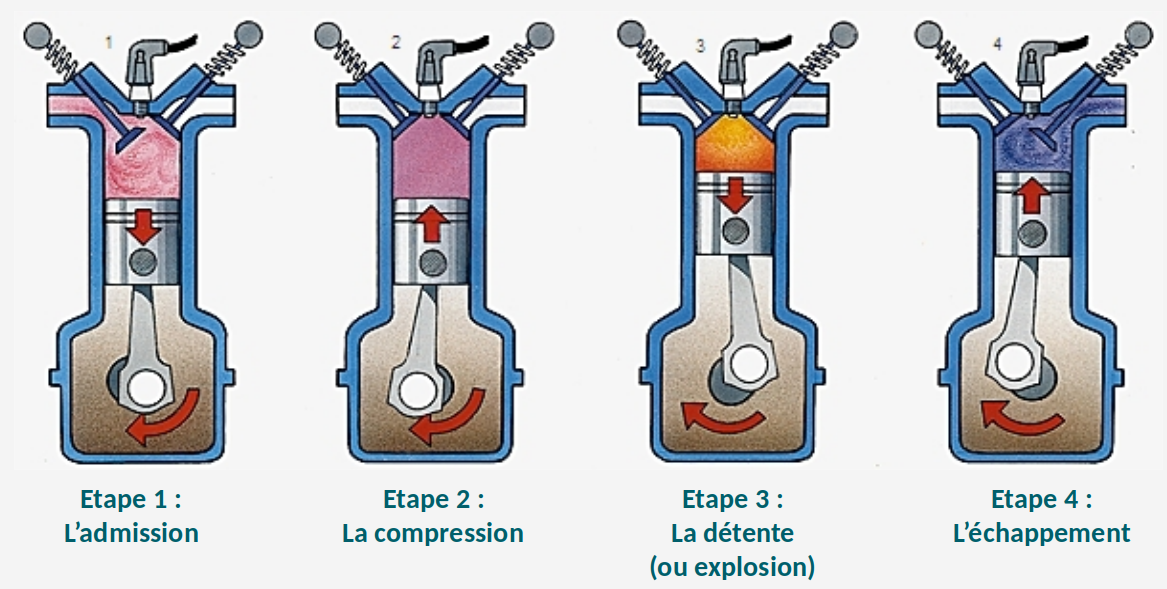 1
2
3
4
Etape 1 :
L’admission
Etape 2 :
La compression
Etape 3 :
La détente
(ou explosion)
Etape 4 :
L’échappement